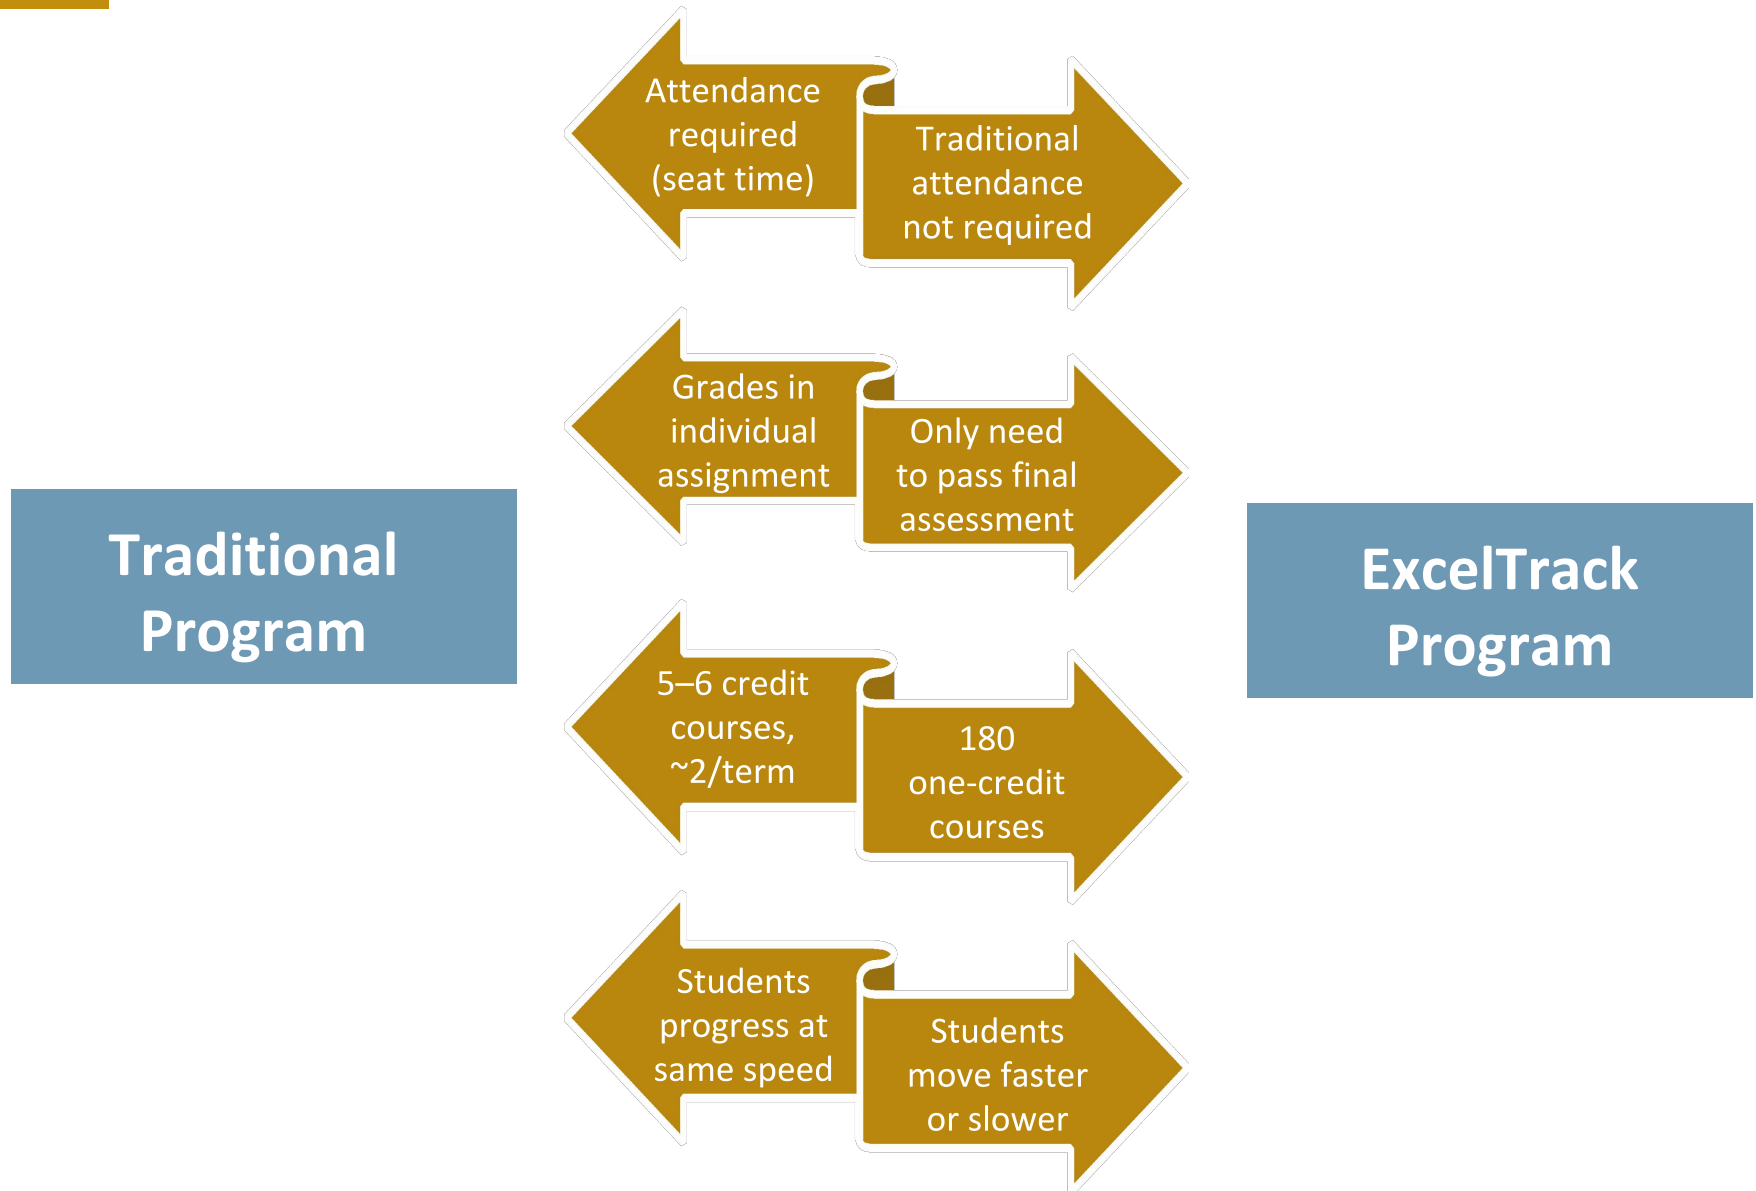 Attendance
required
(seat time)
Traditional
attendance
not required
Grades in
individual
assignment
Only need
to pass final
assessment
Traditional
Program
ExcelTrack
Program
5–6 credit
courses,
~2/term
180
one-credit
courses
Students
progress at
same speed
Students
move faster
or slower